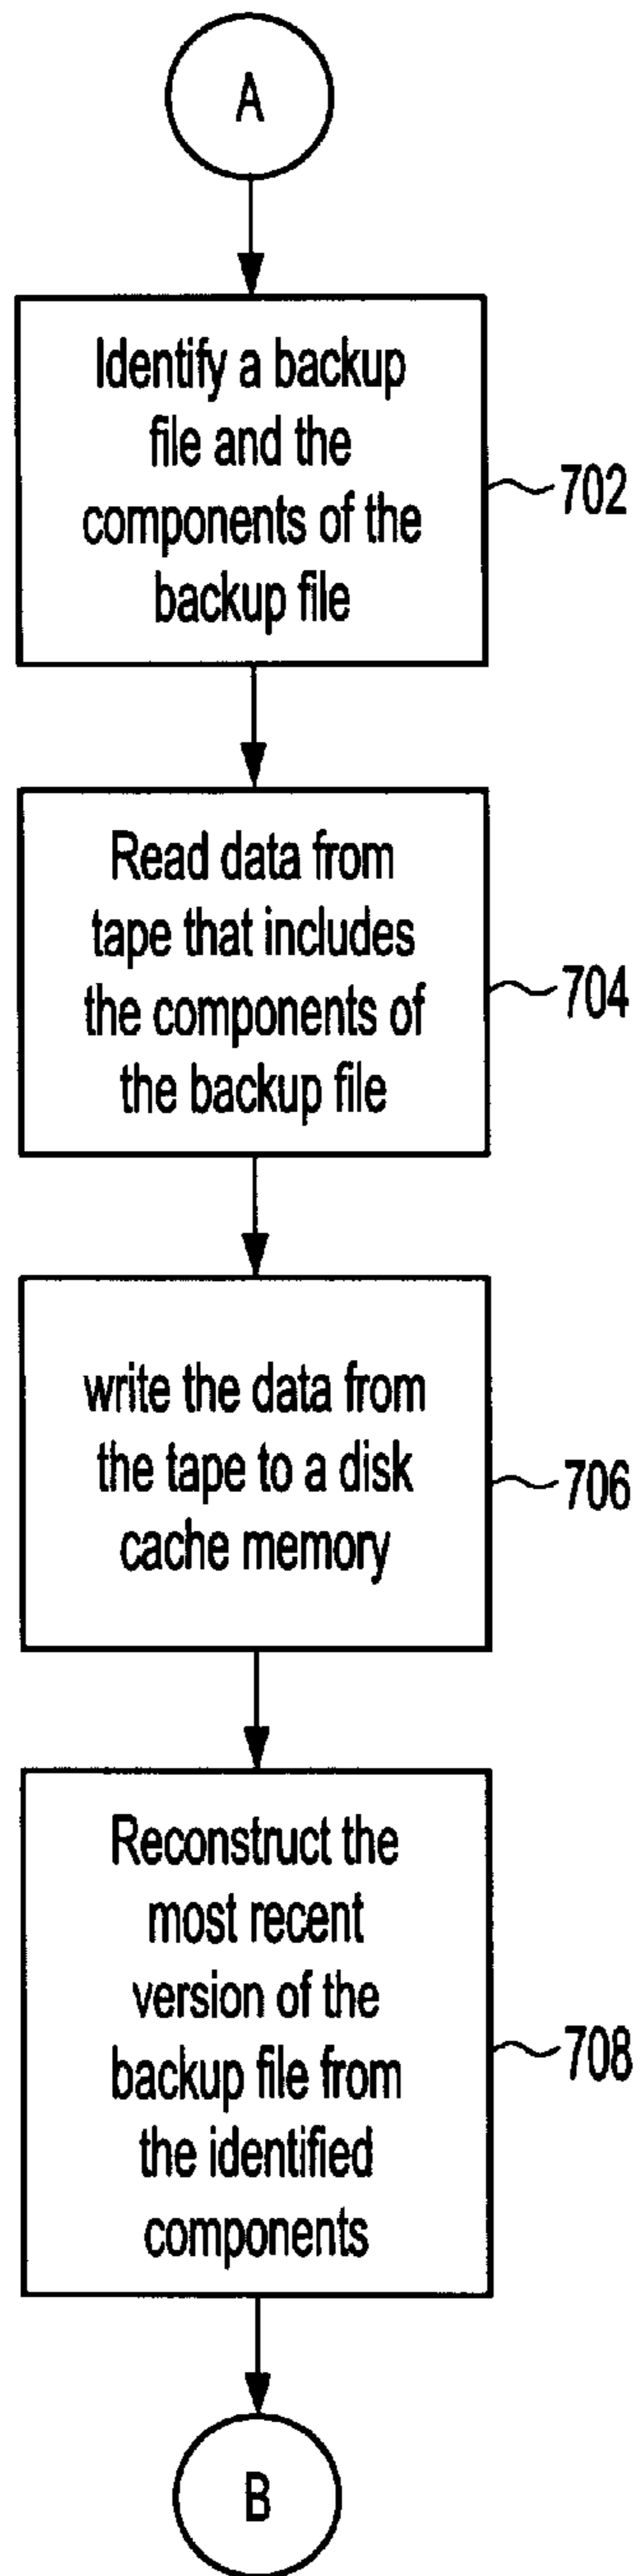 A
Identify a backup
file and the
components of the
backup file
702
Read data from
tape that includes
the components of
the backup file
704
write the data from
the tape to a disk
cache memory
706
Reconstruct the
most recent
version of the
backup file from
the identified
components
708
B